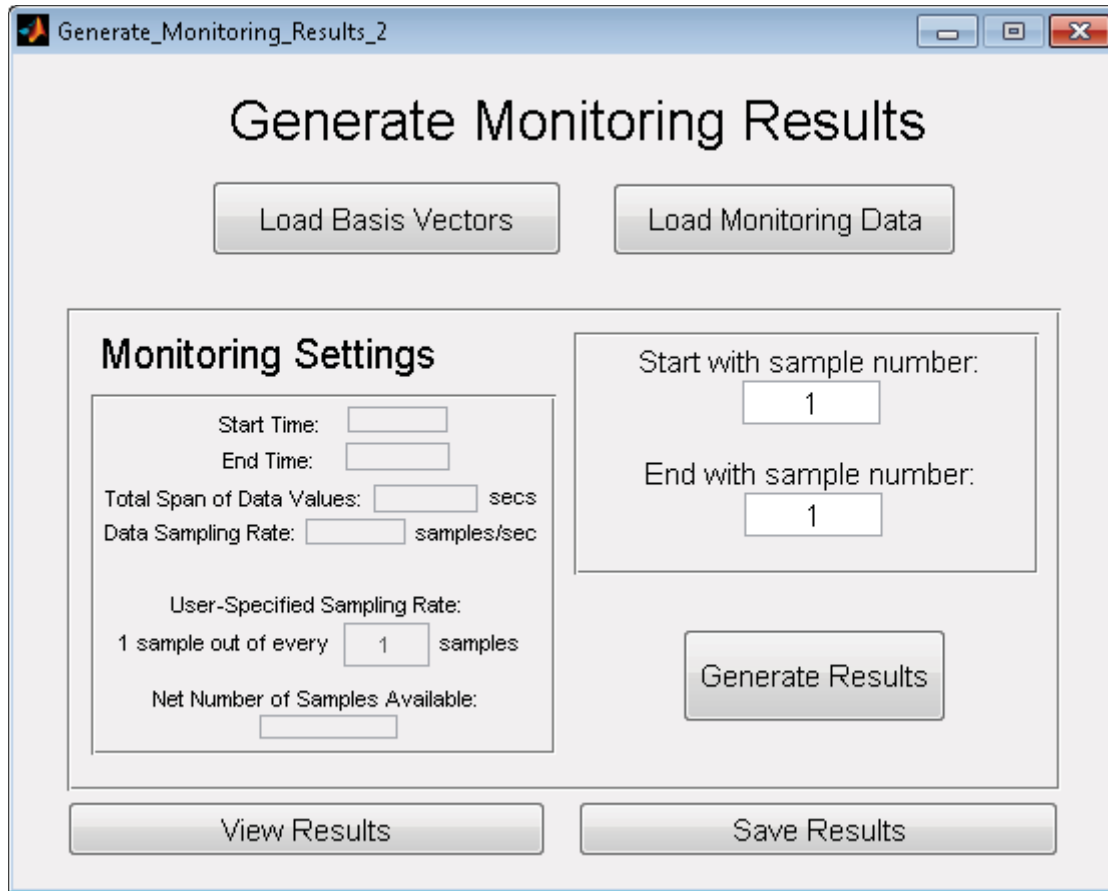 Generate_Monitoring_Results_2
Generate Monitoring Results
Load Basis Vectors
Load Monitoring Data
Monitoring Settings
Start Time:
End Time:
Total Span of Data Values: secs
Data Sampling Rate: samples/sec
User-Specified Sampling Rate:
1 sample out of every 1 samples
Net Number of Samples Available:
Start with sample number:
1
End with sample number:
1
Generate Results
View Results
Save Results